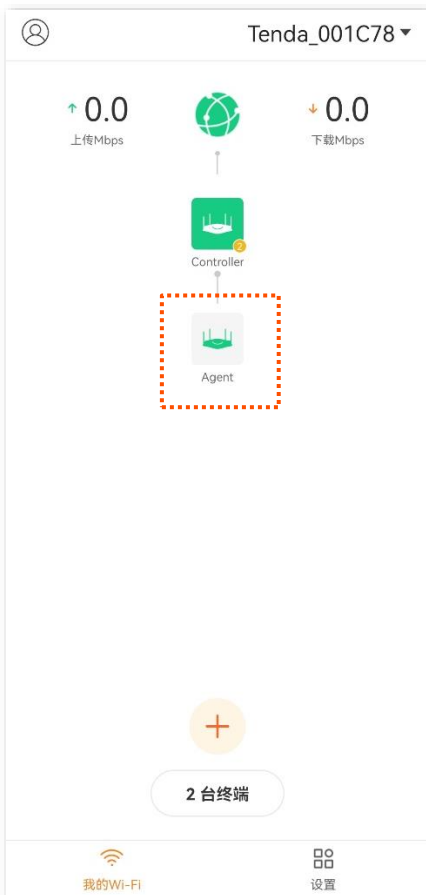 Tenda_001C78
0.0
上传Mbps
0.0
下载Mbps
2
Controller
Agent
2 台终端
我的Wi-Fi
设置